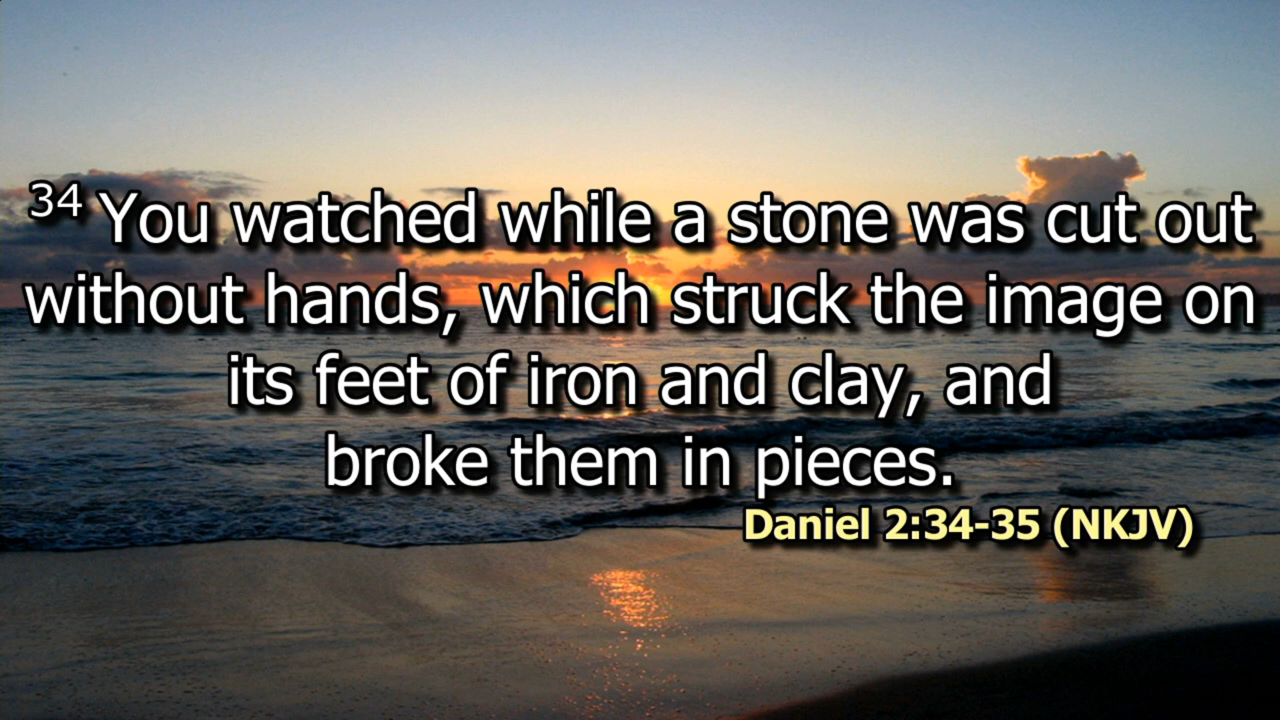 34 You watched while a stone was cut out
without hands, which struck the image on
its feet of iron and clay, and
broke them in pieces.
Daniel 2:34-35 (NKJV)